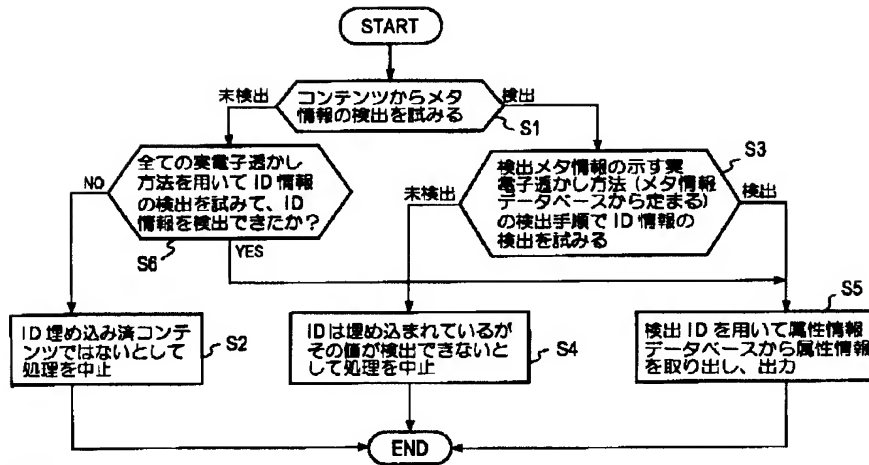 START
コンテンツからメタ
情報の検出を試みる
未検出
検出
S1
全ての実電子透かし
方法を用いてID情報
の検出を試みて、ID
情報を検出できたか？
NO
YES
S6
検出メタ情報の示す実
電子透かし方法（メタ情報
データベースから定まる）
の検出手順でID情報の
検出を試みる
未検出
検出
S3
ID埋め込み済コンテ
ンツではないとして
処理を中止
S2
IDは埋め込まれているが
その値が検出できないと
して処理を中止
S4
検出IDを用いて属性情報
データベースから属性情報
を取り出し、出力
S5
END